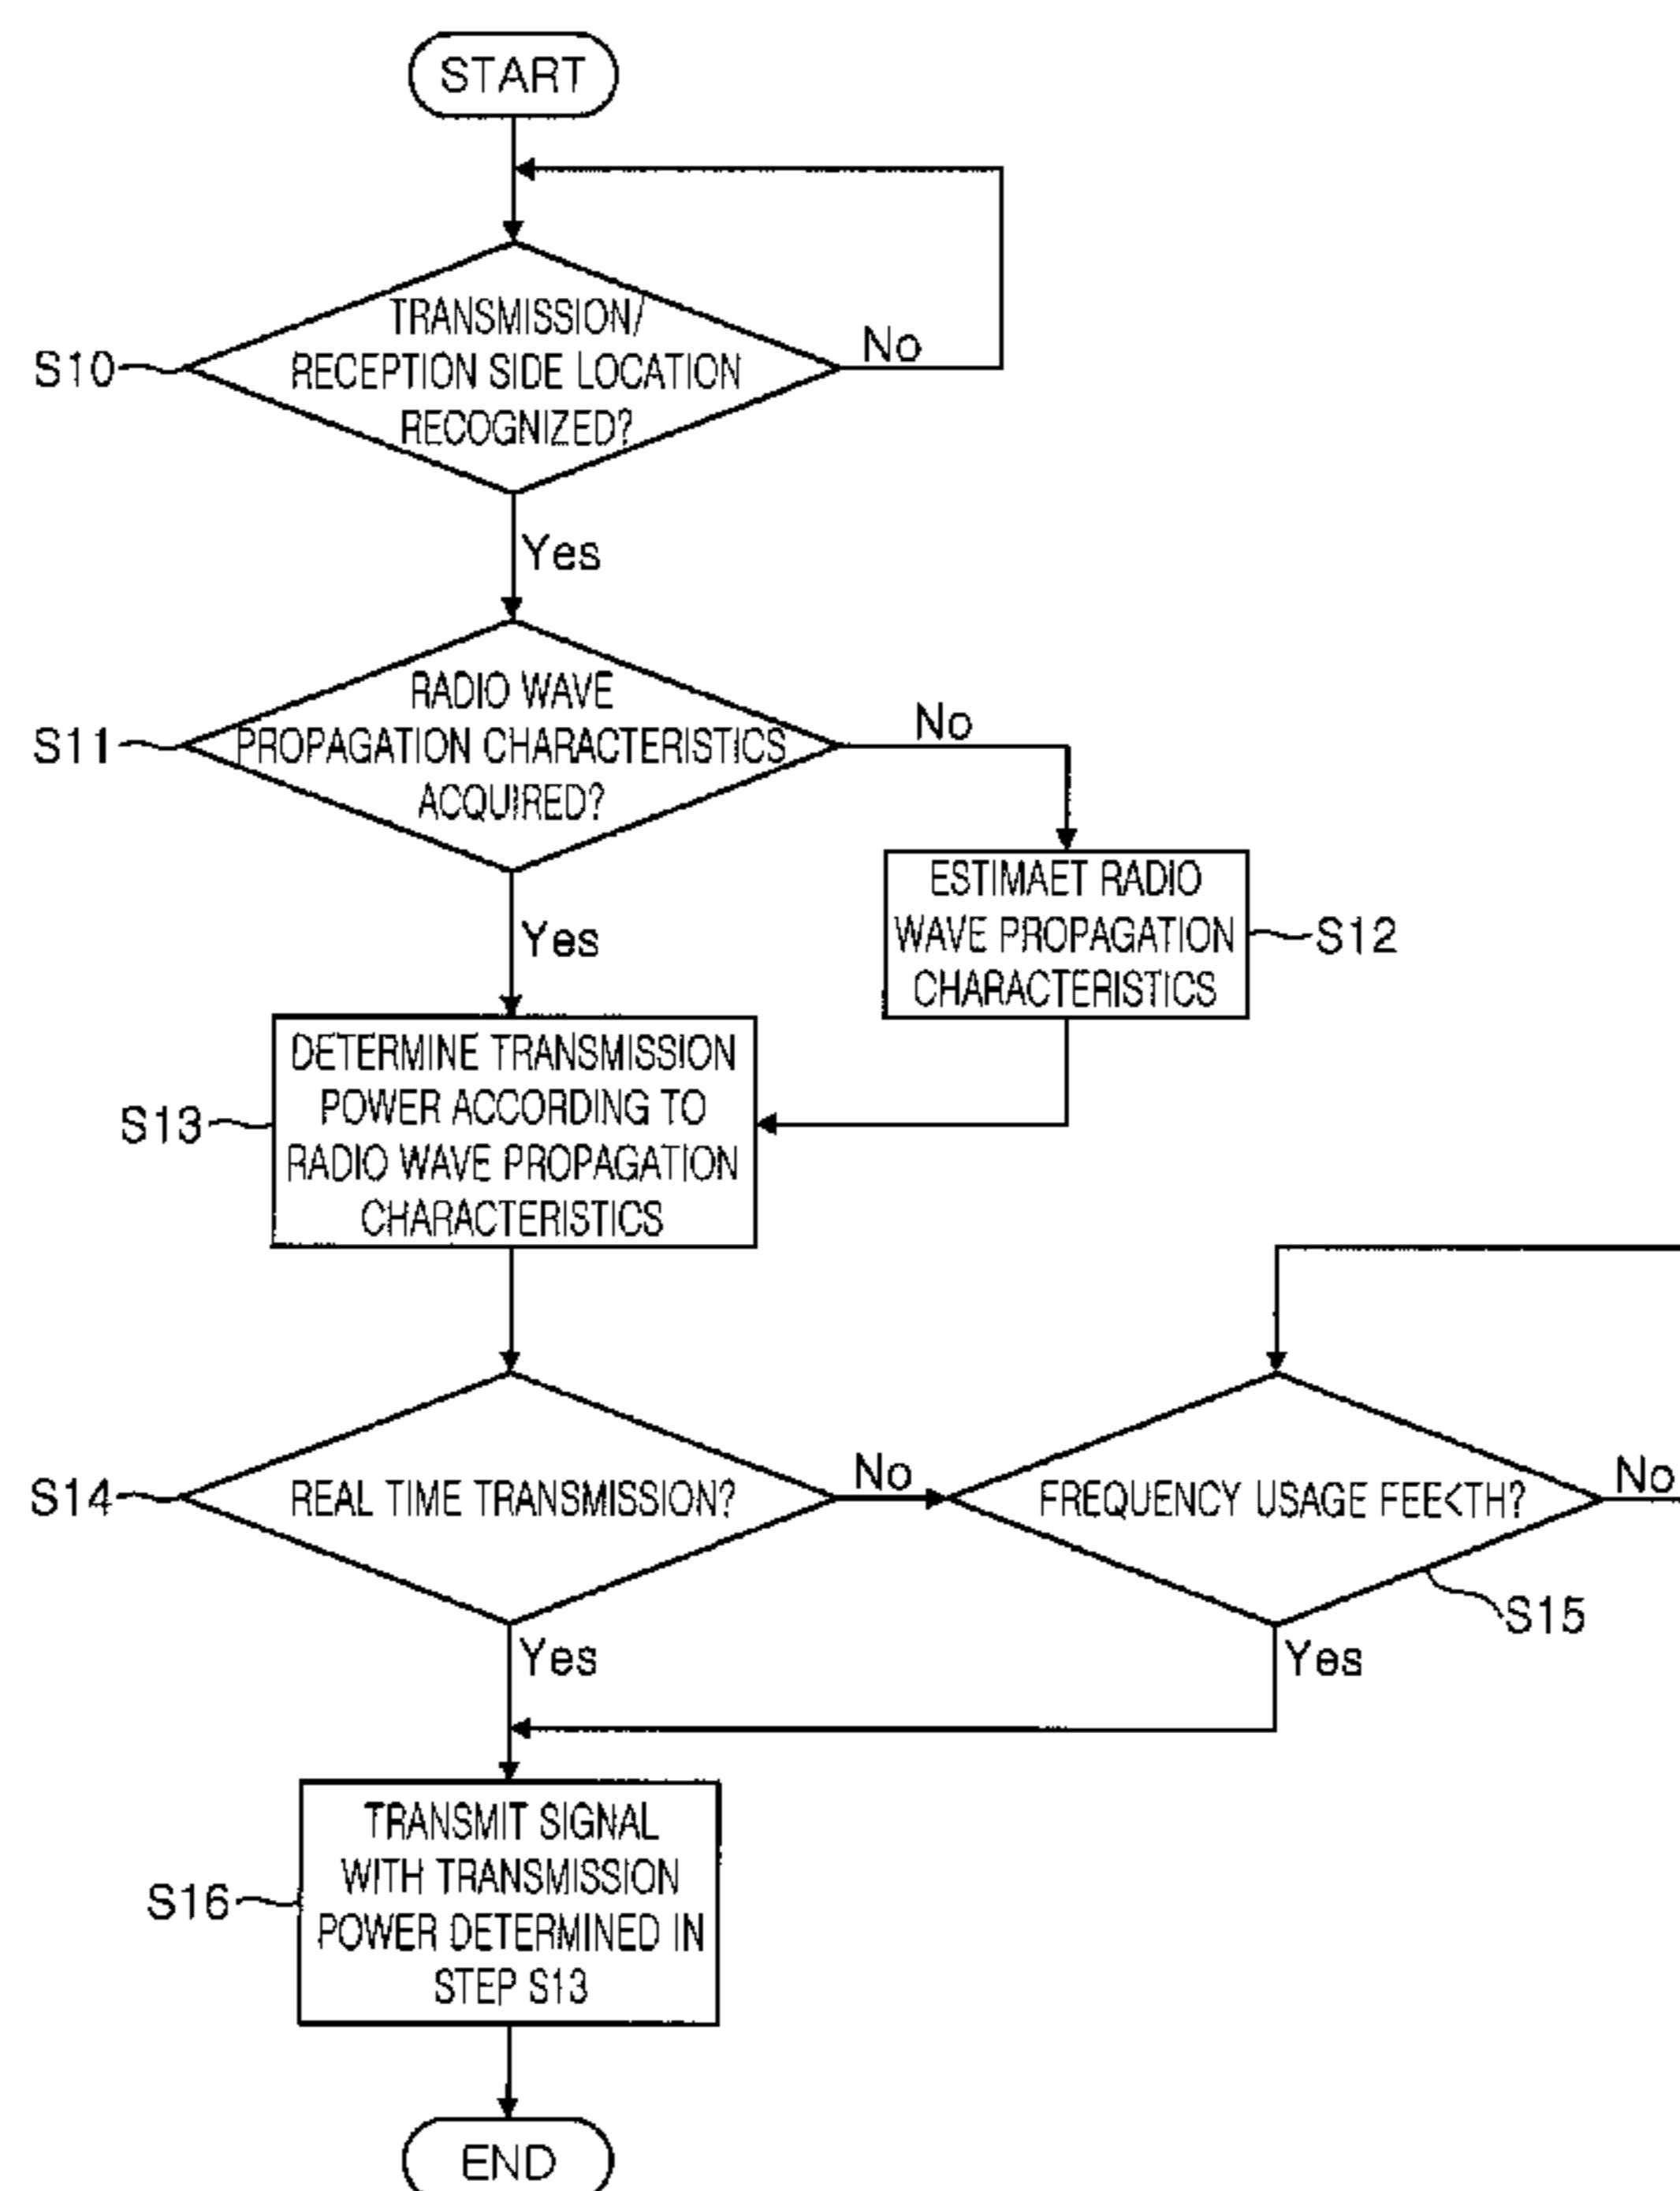 START
TRANSMISSION/
RECEPTION SIDE LOCATION
RECOGNIZED?
S10
No
Yes
RADIO WAVE
PROPAGATION CHARACTERISTICS
ACQUIRED?
S11
No
Yes
ESTIMAET RADIO
WAVE PROPAGATION
CHARACTERISTICS
S12
DETERMINE TRANSMISSION
POWER ACCORDING TO
RADIO WAVE PROPAGATION
CHARACTERISTICS
S13
S14
REAL TIME TRANSMISSION?
No
Yes
FREQUENCY USAGE FEE<TH?
No
S15
Yes
TRANSMIT SIGNAL
WITH TRANSMISSION
POWER DETERMINED IN
STEP S13
S16
END